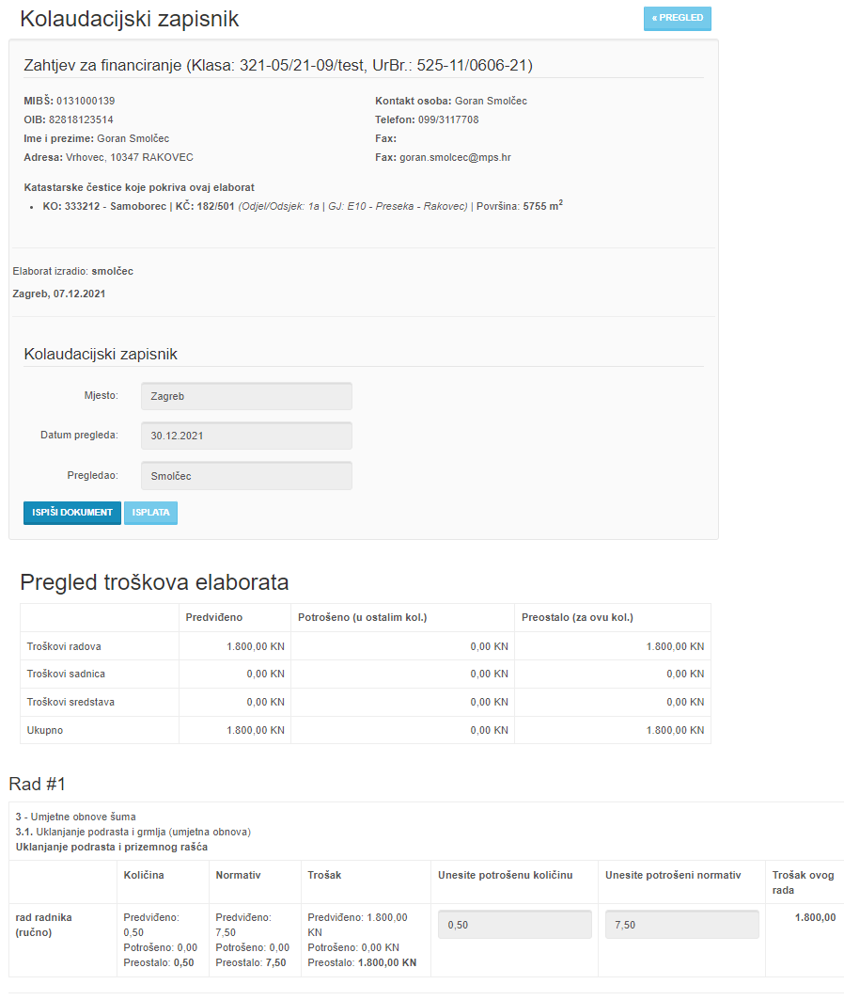 Kolaudacijski zapisnik
« PREGLED
Zahtjev za financiranje (Klasa: 321-05/21-09/test, UrBr.: 525-11/0606-21)
MIBŠ: 0131000139
OIB: 82818123514
Ime i prezime: Goran Smolčec
Adresa: Vrhovec, 10347 RAKOVEC
Kontakt osoba: Goran Smolčec
Telefon: 099/3117708
Fax:
Fax: goran.smolcec@mps.hr
Katastarske čestice koje pokriva ovaj elaborat
• KO: 333212 - Samoborec | KČ: 182/501 (Odjel/Odsjek: 1a | GJ: E10 - Preseka - Rakovec) | Površina: 5755 m²
Elaborat izradio: smolčec
Zagreb, 07.12.2021
Kolaudacijski zapisnik
Mjesto: Zagreb
Datum pregleda: 30.12.2021
Pregledao: Smolčec
ISPIŠI DOKUMENT ISPLATA
Pregled troškova elaborata
Predviđeno Potrošeno (u ostalim kol.) Preostalo (za ovu kol.)
Troškovi radova 1.800,00 KN 0,00 KN 1.800,00 KN
Troškovi sadnica 0,00 KN 0,00 KN 0,00 KN
Troškovi sredstava 0,00 KN 0,00 KN 0,00 KN
Ukupno 1.800,00 KN 0,00 KN 1.800,00 KN
Rad #1
3 - Umjetne obnove šuma
3.1. Uklanjanje podrasta i grmlja (umjetna obnova)
Uklanjanje podrasta i prizemnog rašća
Količina Normativ Trošak Unesite potrošenu količinu Unesite potrošeni normativ Trošak ovog
rada
rad radnika
(ručno)
Predviđeno:
0,50
Potrošeno: 0,00
Preostalo: 0,50
Predviđeno:
7,50
Potrošeno: 0,00
Preostalo: 7,50
Predviđeno: 1.800,00
KN
Potrošeno: 0,00 KN
Preostalo: 1.800,00 KN
0,50
7,50
1.800,00